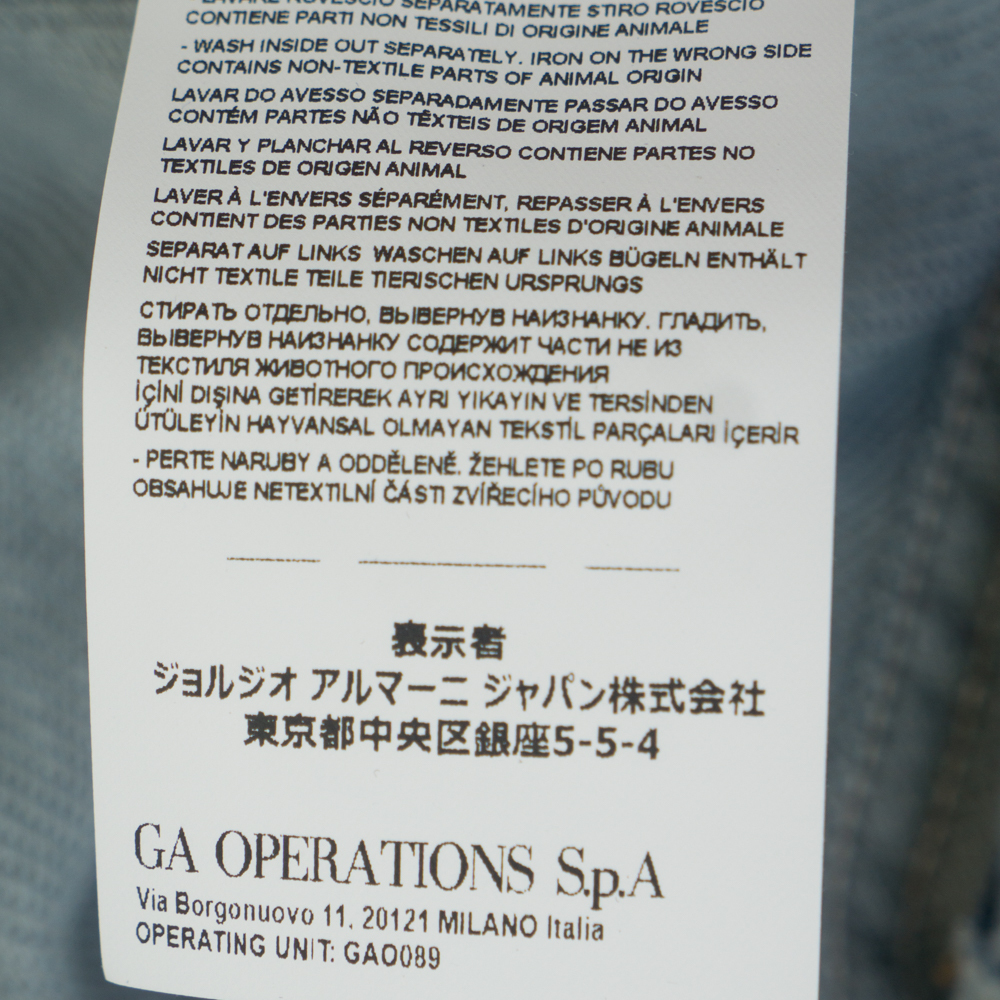 - LAVARE ROVESCIO SEPARATAMENTE STIRO ROVESCIO
CONTIENE PARTI NON TESSILI DI ORIGINE ANIMALE
- WASH INSIDE OUT SEPARATELY. IRON ON THE WRONG SIDE
CONTAINS NON-TEXTILE PARTS OF ANIMAL ORIGIN
LAVAR DO AVESSO SEPARADAMENTE PASSAR DO AVESSO
CONTÉM PARTES NÃO TÊXTEIS DE ORIGEM ANIMAL
LAVAR Y PLANCHAR AL REVERSO CONTIENE PARTES NO
TEXTILES DE ORIGEN ANIMAL
LAVER À L'ENVERS SÉPARÉMENT, REPASSER À L'ENVERS
CONTIENT DES PARTIES NON TEXTILES D'ORIGINE ANIMALE
SEPARAT AUF LINKS WASCHEN AUF LINKS BÜGELN ENTHÄLT
NICHT TEXTILE TEILE TIERISCHEN URSPRUNGS
СТИРАТЬ ОТДЕЛЬНО, ВЫВЕРНУВ НАИЗНАНКУ. ГЛАДИТЬ,
ВЫВЕРНУВ НАИЗНАНКУ СОДЕРЖИТ ЧАСТИ НЕ ИЗ
ТЕКСТИЛЯ ЖИВОТНОГО ПРОИСХОЖДЕНИЯ
İÇİNİ DIŞINA GETİREREK AYRI YIKAYIN VE TERSİNDEN
ÜTÜLEYİN HAYVANSAL OLMAYAN TEKSTİL PARÇALARI İÇERİR
- PERTE NARUBY A ODDĚLENĚ. ŽEHLETE PO RUBU
OBSAHUJE NETEXTILNÍ ČÁSTI ZVÍŘECÍHO PŮVODU
表示者
ジョルジオ アルマーニ ジャパン株式会社
東京都中央区銀座5-5-4
GA OPERATIONS S.p.A
Via Borgonuovo 11, 20121 MILANO Italia
OPERATING UNIT: GAO089